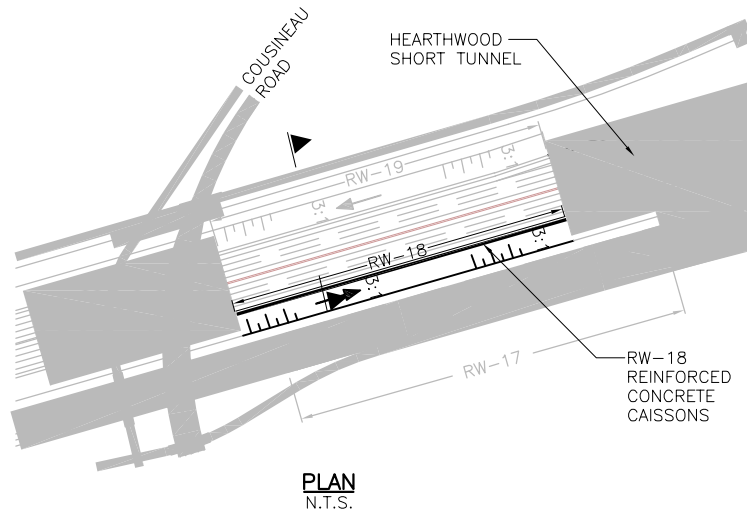 COUSINEAU
ROAD
HEARTHWOOD
SHORT TUNNEL
3:1
RW-19
3:1
RW-18
3:1
3:1
RW-17
RW-18
REINFORCED
CONCRETE
CAISSONS
PLAN
N.T.S.